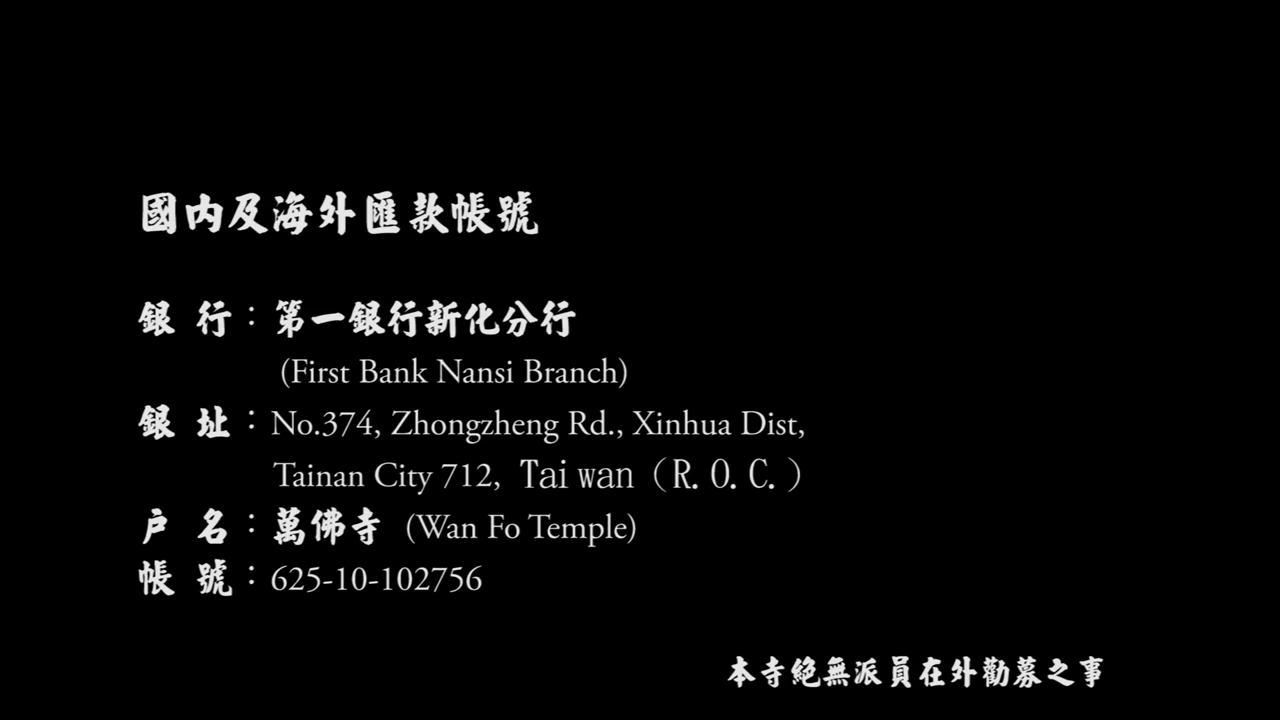 國內及海外匯款帳號
銀 行：第一銀行新化分行
(First Bank Nansi Branch)
銀 址：No.374, Zhongzheng Rd., Xinhua Dist,
Tainan City 712, Taiwan（R.O.C.）
戶 名：萬佛寺 (Wan Fo Temple)
帳 號：625-10-102756
本寺絕無派員在外勸募之事